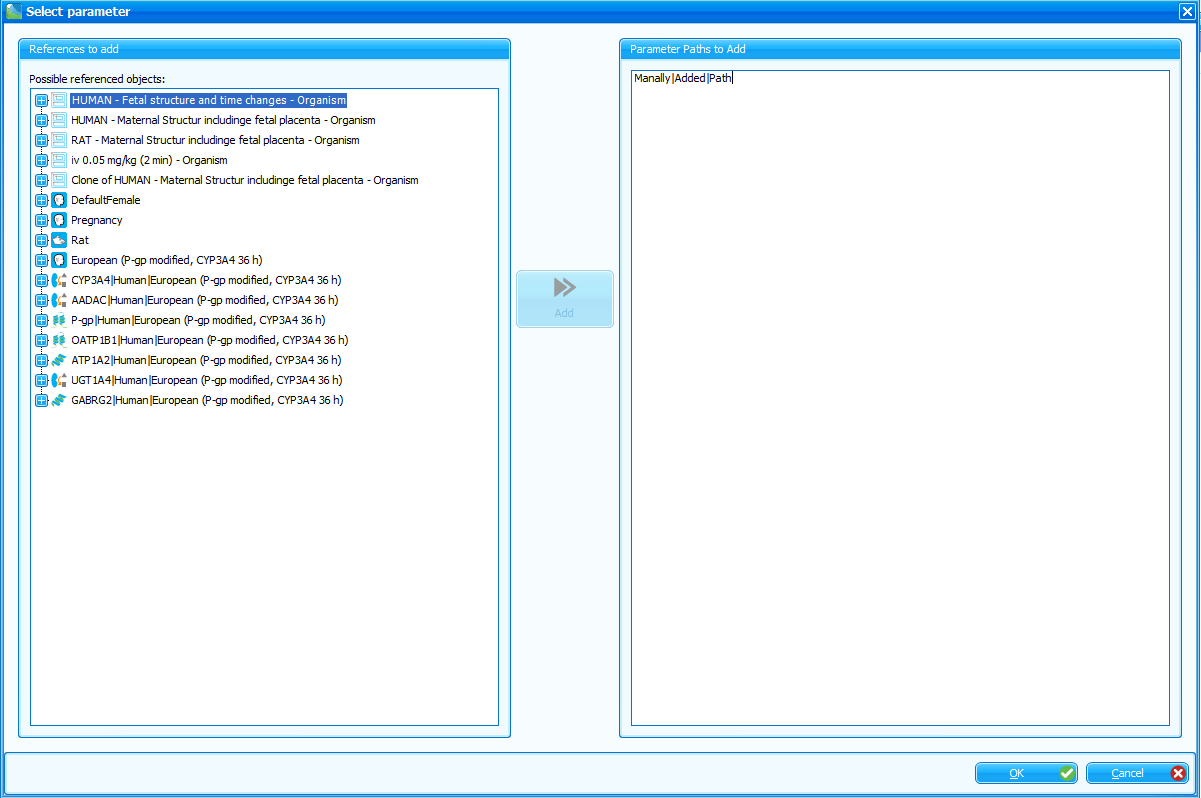 Select parameter
References to add
Possible referenced objects:
HUMAN - Fetal structure and time changes - Organism
HUMAN - Maternal Structur includinge fetal placenta - Organism
RAT - Maternal Structur includinge fetal placenta - Organism
iv 0.05 mg/kg (2 min) - Organism
Clone of HUMAN - Maternal Structur includinge fetal placenta - Organism
DefaultFemale
Pregnancy
Rat
European (P-gp modified, CYP3A4 36 h)
CYP3A4|Human|European (P-gp modified, CYP3A4 36 h)
AADAC|Human|European (P-gp modified, CYP3A4 36 h)
P-gp|Human|European (P-gp modified, CYP3A4 36 h)
OATP1B1|Human|European (P-gp modified, CYP3A4 36 h)
ATP1A2|Human|European (P-gp modified, CYP3A4 36 h)
UGT1A4|Human|European (P-gp modified, CYP3A4 36 h)
GABRG2|Human|European (P-gp modified, CYP3A4 36 h)
Add
Parameter Paths to Add
Manally|Added|Path
OK
Cancel